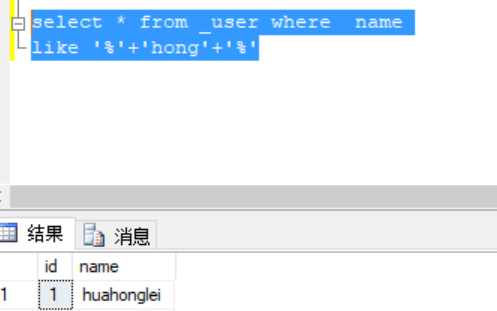 select * from _user where  name
like '%'+'hong'+'%'
结果 消息
id name
1 1 huahonglei